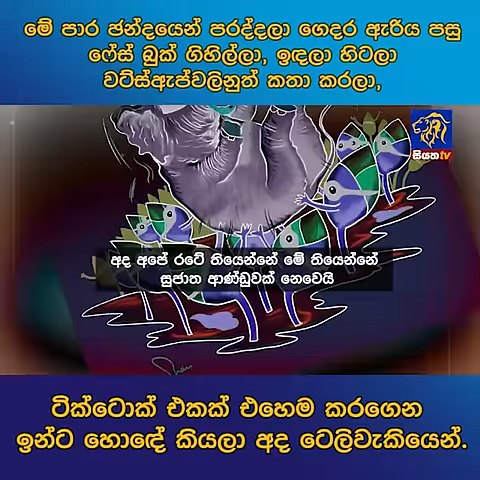 මේ පාර ඡන්දයෙන් පරද්දලා ගෙදර ඇරිය පසු
ෆේස් බුක් ගිහිල්ලා, ඉඳලා හිටලා
වට්ස්ඇප්වලිනුත් කතා කරලා,
සියත tv
අද අපේ රටේ තියෙන්නේ මේ තියෙන්නේ
සුජාත ආණ්ඩුවක් නෙවෙයි
ටික්ටොක් එකක් එහෙම කරගෙන
ඉන්ට හොඳේ කියලා අද ටෙලිවැකියෙන්.